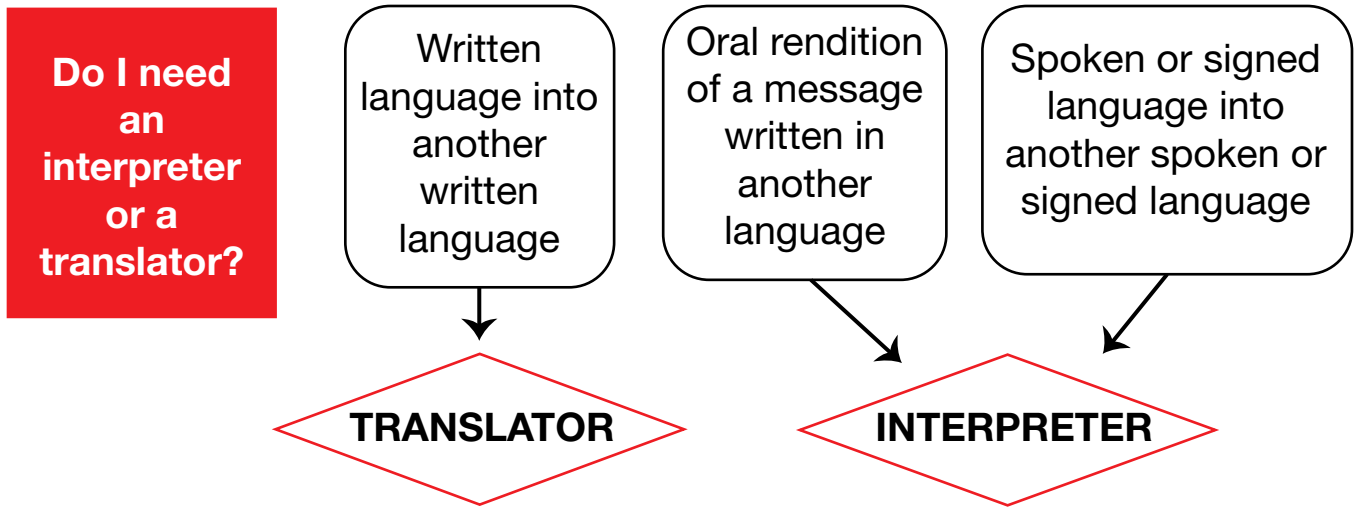 Do I need
an
interpreter
or a
translator?
Written
language into
another
written
language
Oral rendition
of a message
written in
another
language
Spoken or signed
language into
another spoken or
signed language
TRANSLATOR
INTERPRETER